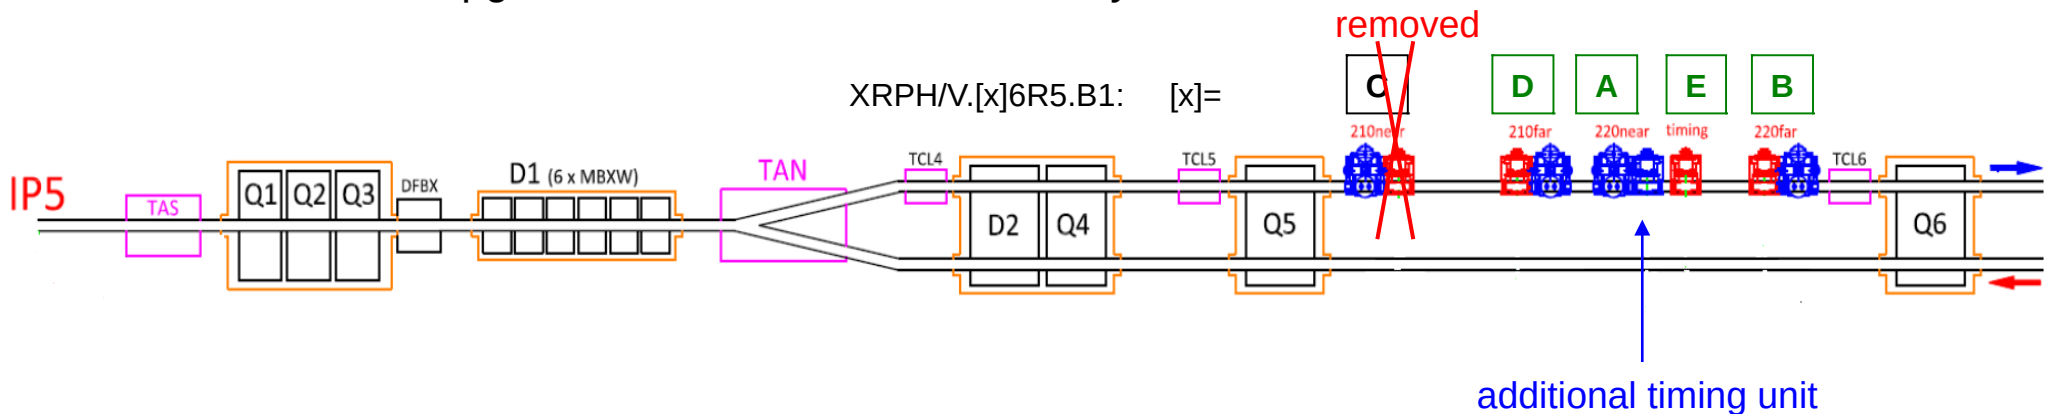 removed
XRPH/V.[x]6R5.B1: [x]= C D A E B
210near 210far 220near timing 220far
IP5 TAS Q1 Q2 Q3 DFBX D1 (6 x MBXW) TAN TCL4 TCL5 TCL6
D2 Q4 Q5 Q6
additional timing unit